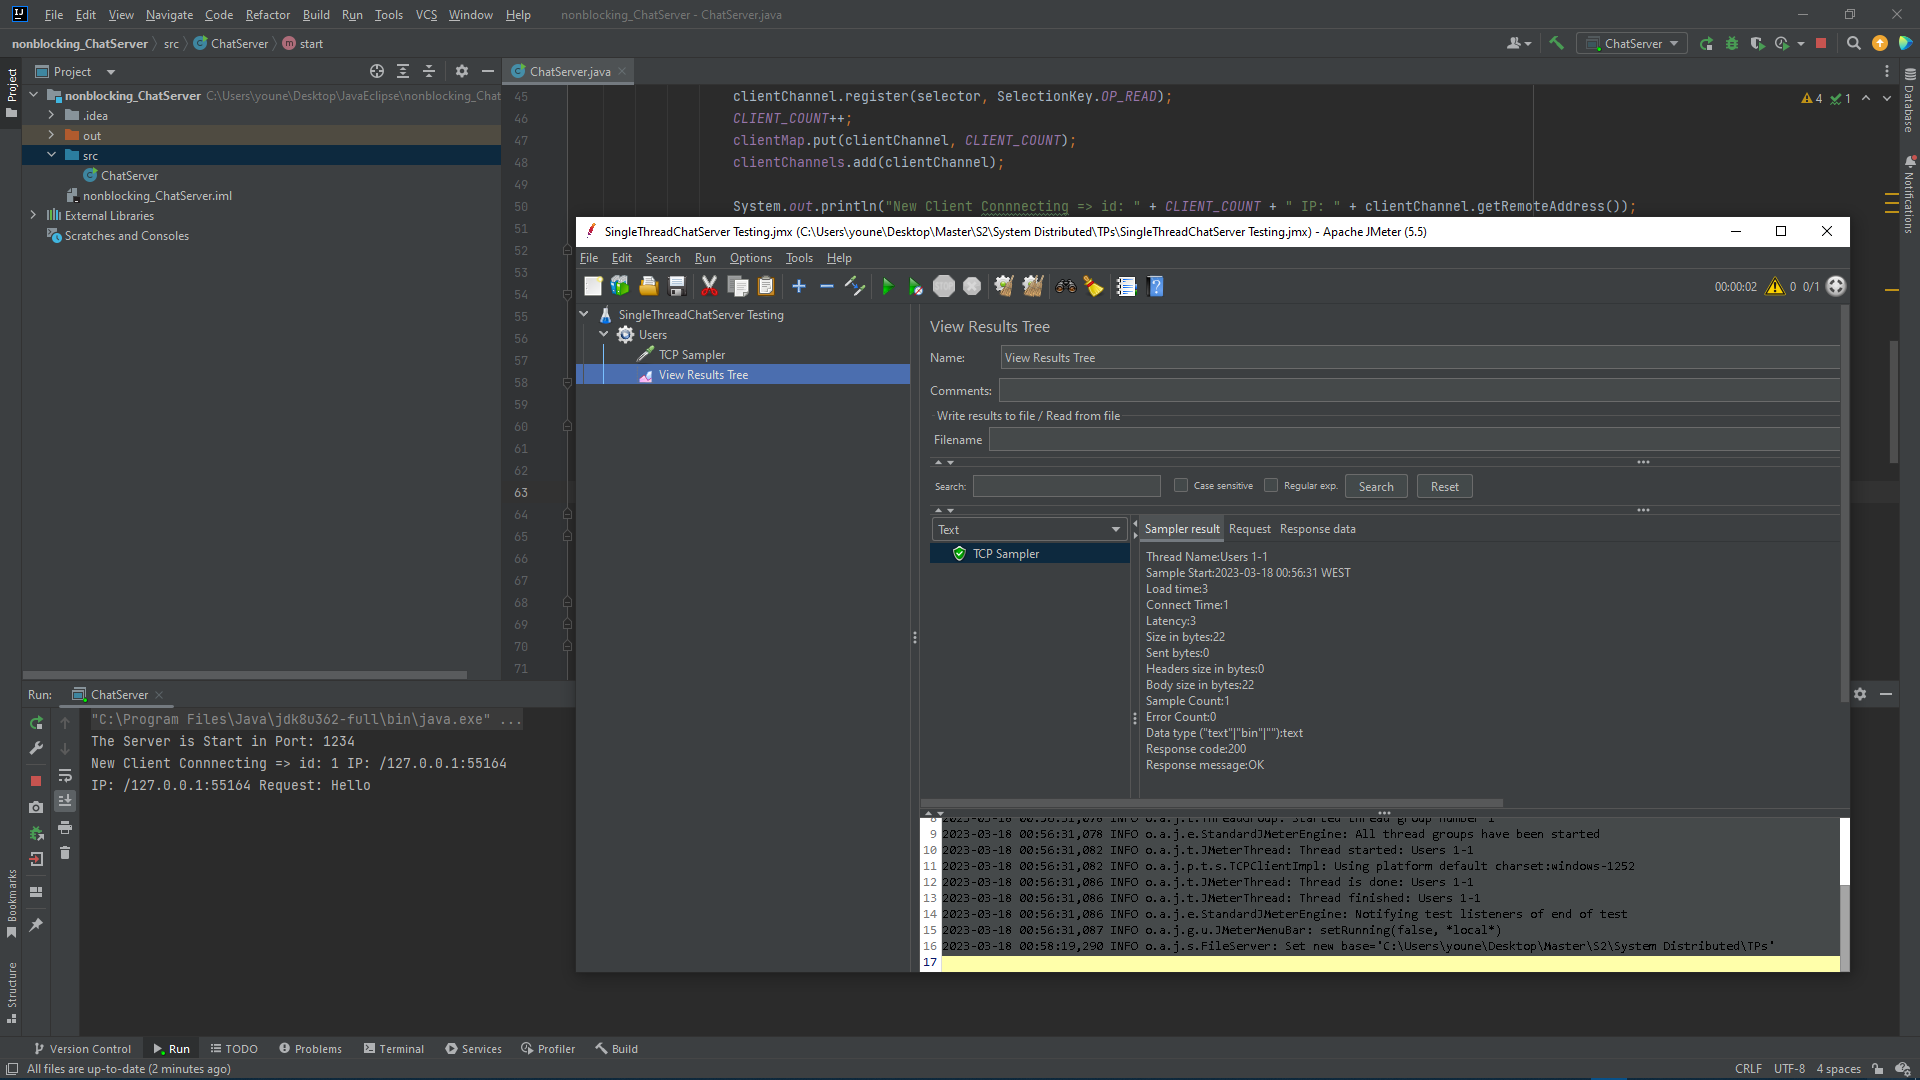 File Edit View Navigate Code Refactor Build Run Tools VCS Window Help nonblocking_ChatServer - ChatServer.java
nonblocking_ChatServer src ChatServer start
ChatServer
Project
Project
ChatServer.java
nonblocking_ChatServer C:\Users\youne\Desktop\JavaEclipse\nonblocking_Chat
.idea
out
src
ChatServer
nonblocking_ChatServer.iml
External Libraries
Scratches and Consoles
45 clientChannel.register(selector, SelectionKey.OP_READ);
46 CLIENT_COUNT++;
47 clientMap.put(clientChannel, CLIENT_COUNT);
48 clientChannels.add(clientChannel);
49
50 System.out.println("New Client Connnecting => id: " + CLIENT_COUNT + " IP: " + clientChannel.getRemoteAddress());
51
52
53
54
55
56
57
58
59
60
61
62
63
64
65
66
67
68
69
70
71
4 1
Database
Notifications
SingleThreadChatServer Testing.jmx (C:\Users\youne\Desktop\Master\S2\System Distributed\TPs\SingleThreadChatServer Testing.jmx) - Apache JMeter (5.5)
File Edit Search Run Options Tools Help
STOP
00:00:02 0 0/1
SingleThreadChatServer Testing
Users
TCP Sampler
View Results Tree
View Results Tree
Name: View Results Tree
Comments:
Write results to file / Read from file
Filename
Search: Case sensitive Regular exp. Search Reset
Text
TCP Sampler
Sampler result Request Response data
Thread Name:Users 1-1
Sample Start:2023-03-18 00:56:31 WEST
Load time:3
Connect Time:1
Latency:3
Size in bytes:22
Sent bytes:0
Headers size in bytes:0
Body size in bytes:22
Sample Count:1
Error Count:0
Data type ("text"|"bin"|""):text
Response code:200
Response message:OK
8 2023-03-18 00:56:31,078 INFO o.a.j.t.ThreadGroup: Started thread group number 1
9 2023-03-18 00:56:31,078 INFO o.a.j.e.StandardJMeterEngine: All thread groups have been started
10 2023-03-18 00:56:31,082 INFO o.a.j.t.JMeterThread: Thread started: Users 1-1
11 2023-03-18 00:56:31,082 INFO o.a.j.p.t.s.TCPClientImpl: Using platform default charset:windows-1252
12 2023-03-18 00:56:31,086 INFO o.a.j.t.JMeterThread: Thread is done: Users 1-1
13 2023-03-18 00:56:31,086 INFO o.a.j.t.JMeterThread: Thread finished: Users 1-1
14 2023-03-18 00:56:31,086 INFO o.a.j.e.StandardJMeterEngine: Notifying test listeners of end of test
15 2023-03-18 00:56:31,087 INFO o.a.j.g.u.JMeterMenuBar: setRunning(false, *local*)
16 2023-03-18 00:58:19,290 INFO o.a.j.s.FileServer: Set new base='C:\Users\youne\Desktop\Master\S2\System Distributed\TPs'
17
Run: ChatServer
"C:\Program Files\Java\jdk8u362-full\bin\java.exe" ...
The Server is Start in Port: 1234
New Client Connnecting => id: 1 IP: /127.0.0.1:55164
IP: /127.0.0.1:55164 Request: Hello
Bookmarks
Structure
Version Control Run TODO Problems Terminal Services Profiler Build
All files are up-to-date (2 minutes ago)
CRLF UTF-8 4 spaces